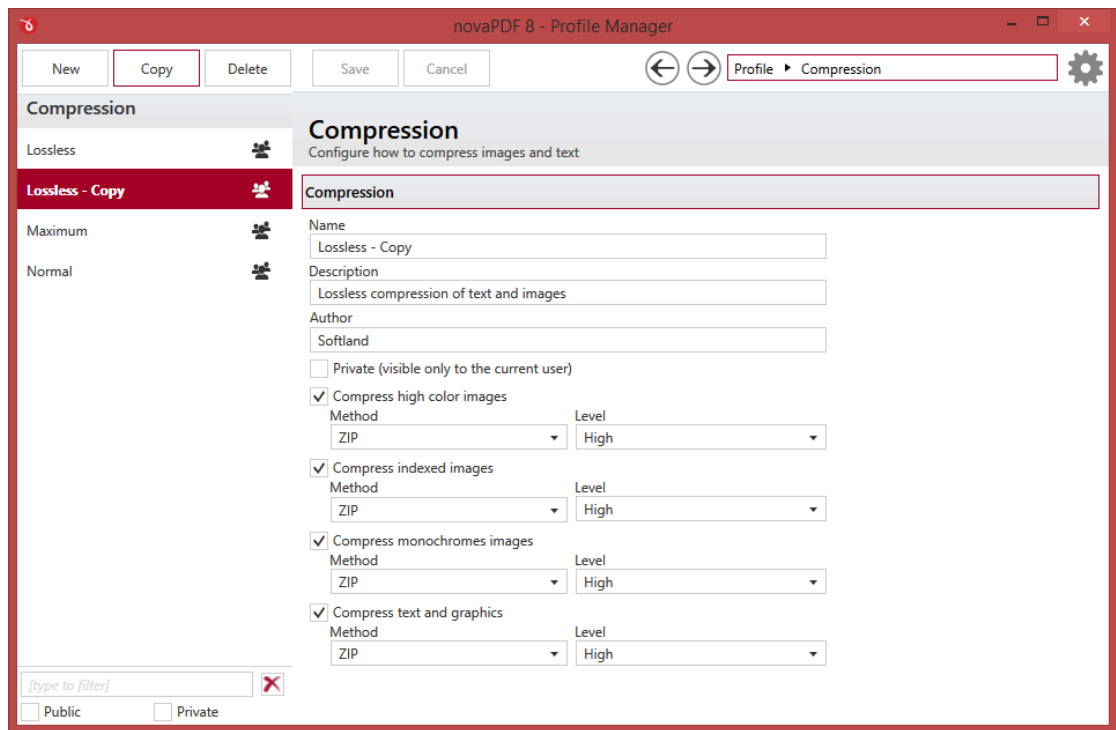 novaPDF 8 - Profile Manager
New Copy Delete Save Cancel Profile Compression
Compression
Lossless
Lossless - Copy
Maximum
Normal
[type to filter]
Public Private
Compression
Configure how to compress images and text
Compression
Name
Lossless - Copy
Description
Lossless compression of text and images
Author
Softland
Private (visible only to the current user)
Compress high color images
Method Level
ZIP High
Compress indexed images
Method Level
ZIP High
Compress monochromes images
Method Level
ZIP High
Compress text and graphics
Method Level
ZIP High